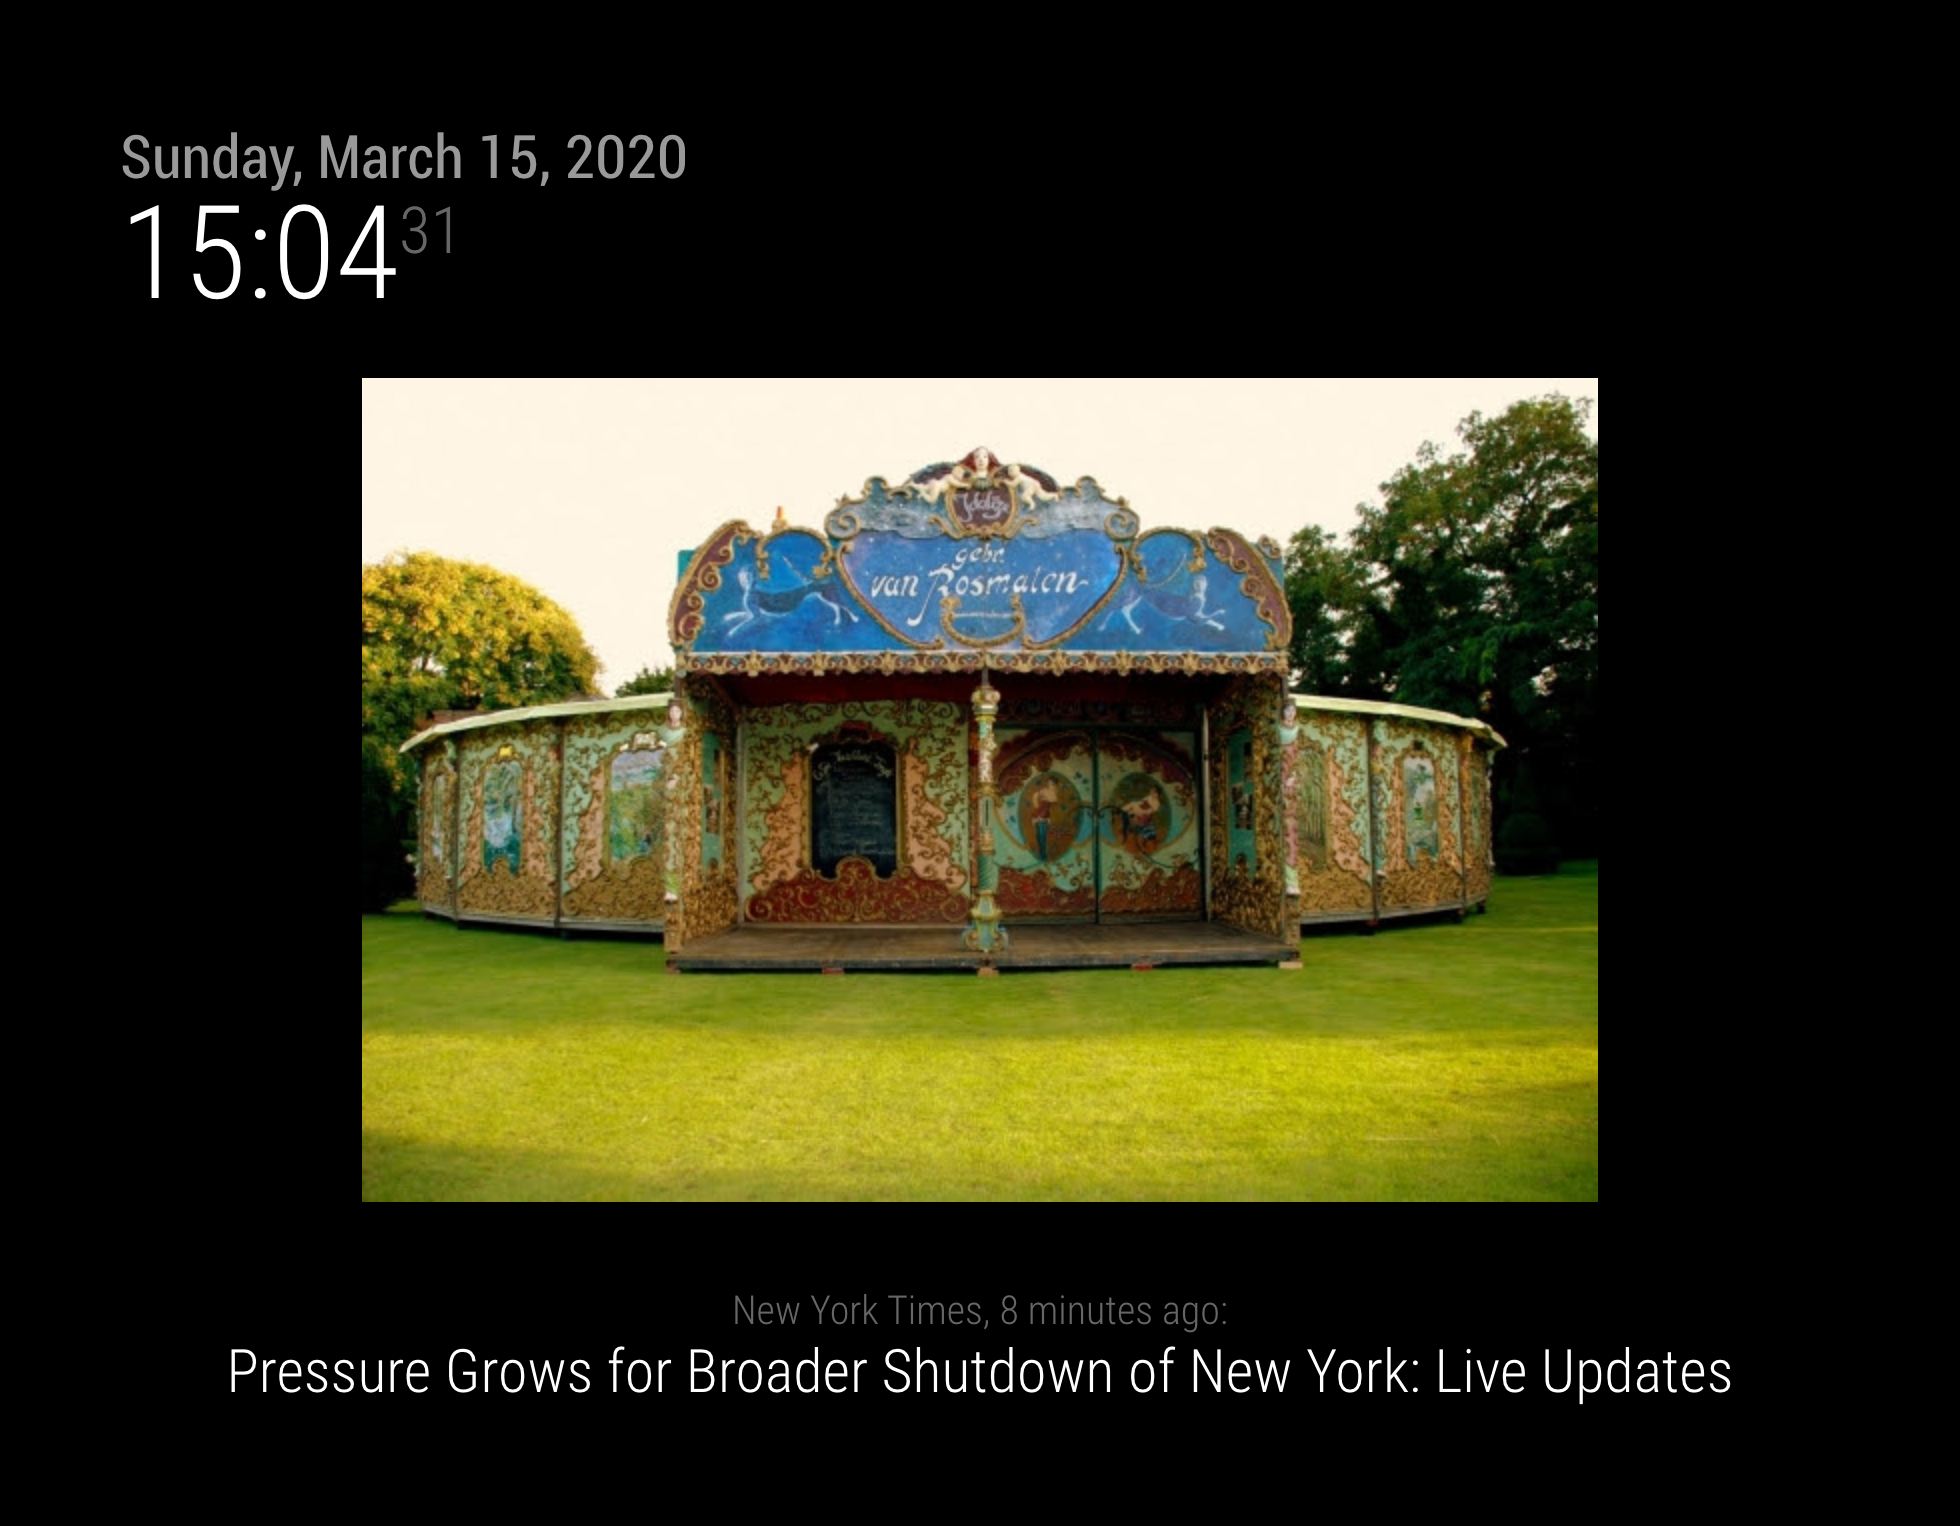 Sunday, March 15, 2020
15:04 31
gebr.
van Rosmalen
New York Times, 8 minutes ago:
Pressure Grows for Broader Shutdown of New York: Live Updates